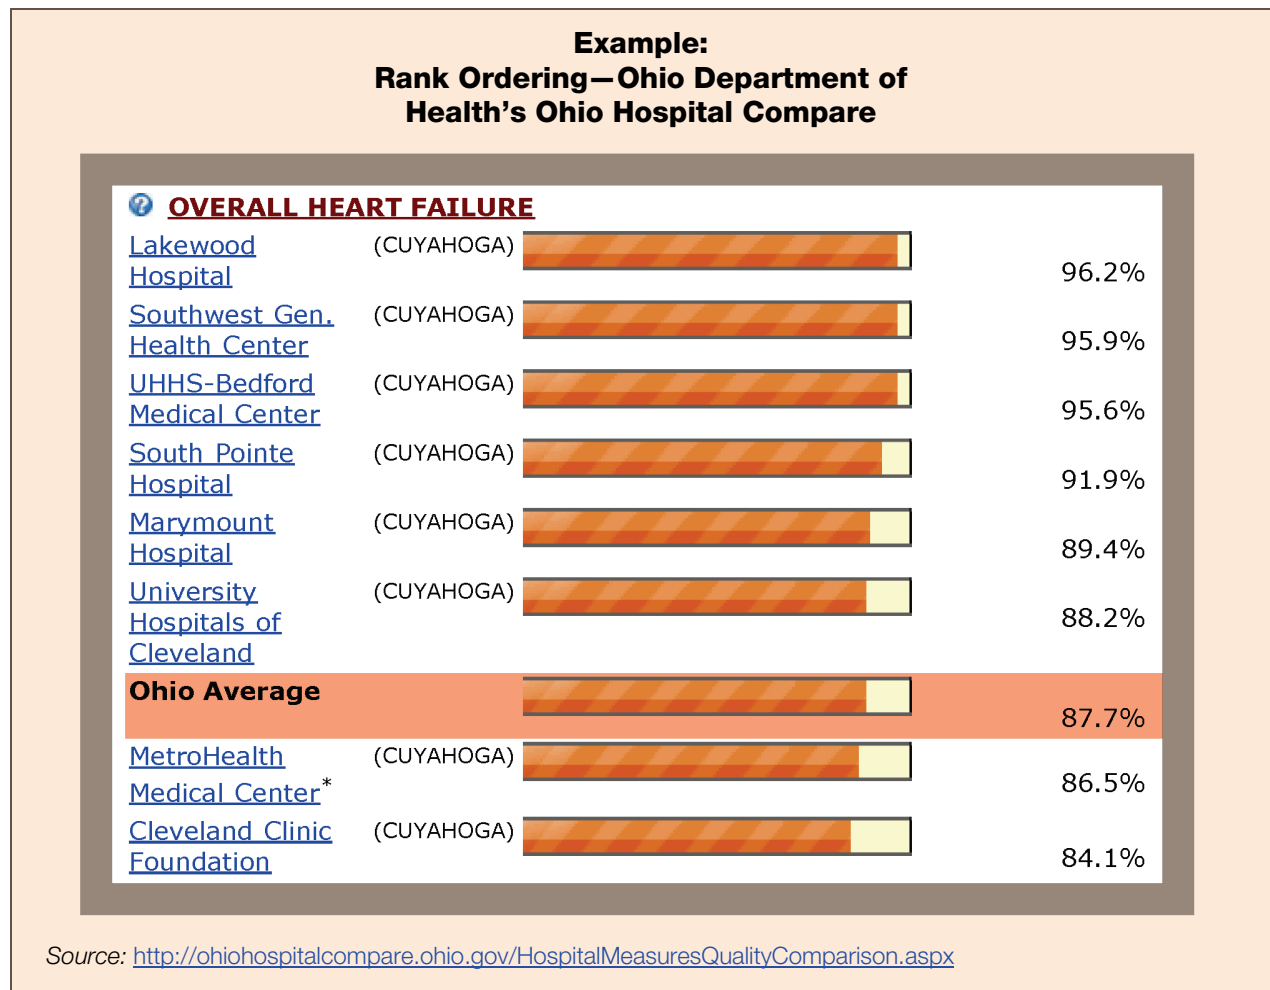 Example:
Rank Ordering—Ohio Department of
Health’s Ohio Hospital Compare
OVERALL HEART FAILURE
Lakewood (CUYAHOGA)
Hospital 96.2%
Southwest Gen. (CUYAHOGA)
Health Center 95.9%
UHHS-Bedford (CUYAHOGA)
Medical Center 95.6%
South Pointe (CUYAHOGA)
Hospital 91.9%
Marymount (CUYAHOGA)
Hospital 89.4%
University (CUYAHOGA)
Hospitals of 88.2%
Cleveland
Ohio Average
87.7%
MetroHealth (CUYAHOGA)
Medical Center* 86.5%
Cleveland Clinic (CUYAHOGA)
Foundation 84.1%
Source: http://ohiohospitalcompare.ohio.gov/HospitalMeasuresQualityComparison.aspx